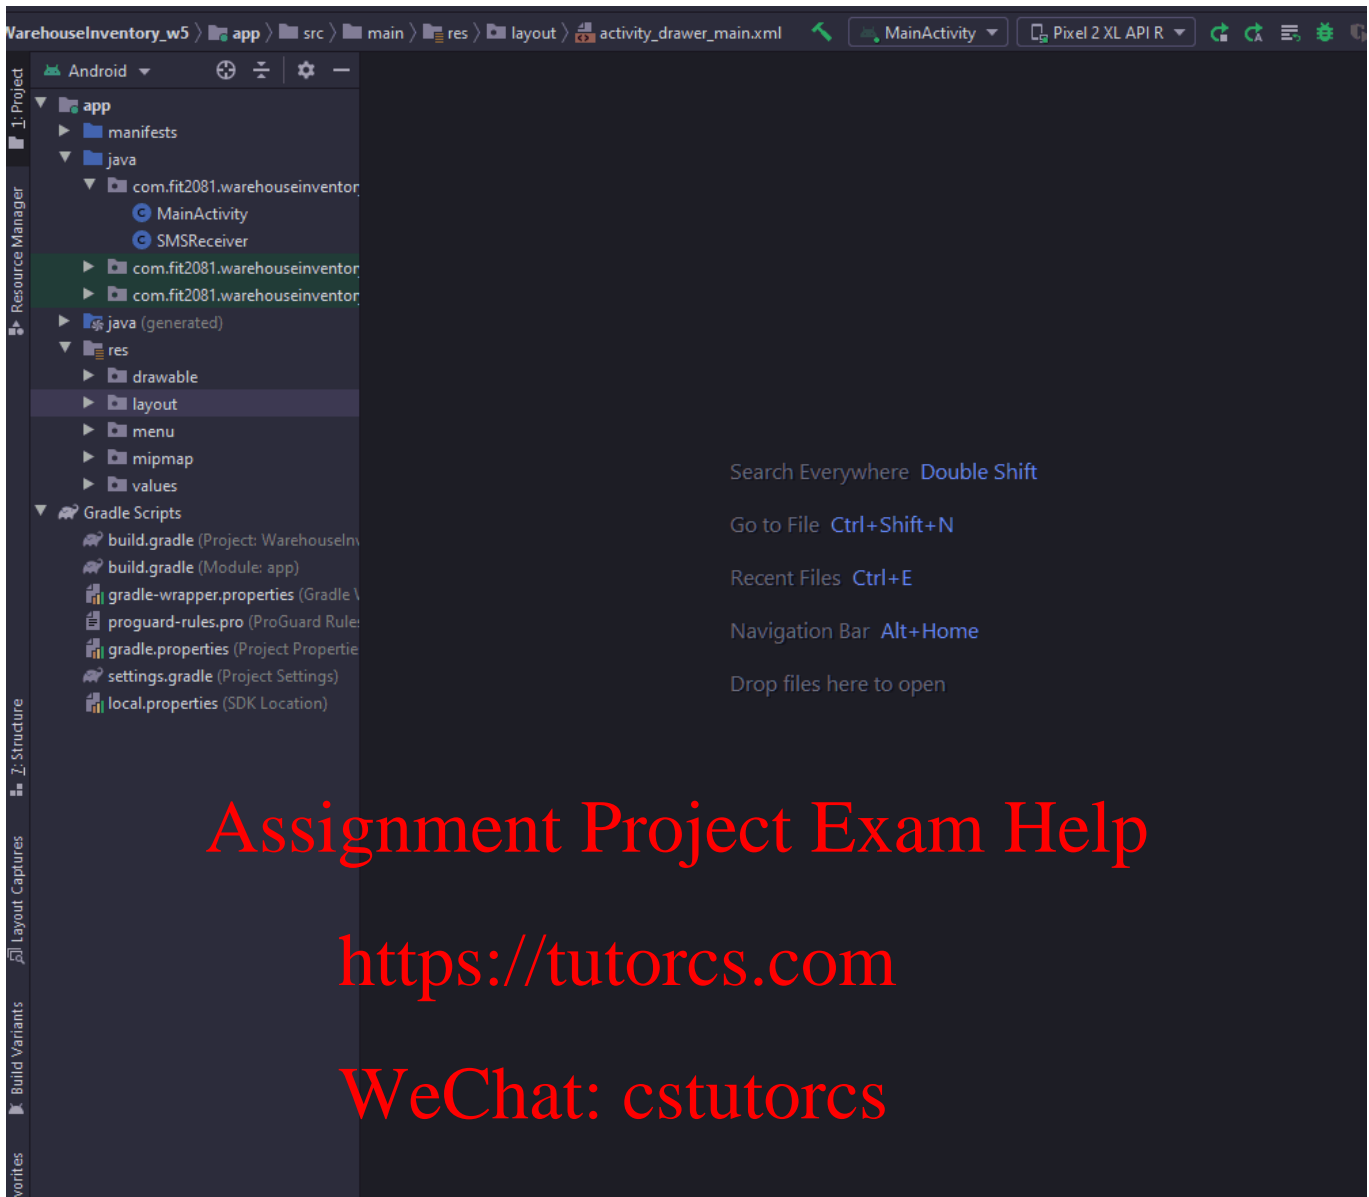 WarehouseInventory_w5 〉 app 〉 src 〉 main 〉 res 〉 layout 〉 activity_drawer_main.xml MainActivity Pixel 2 XL API R
1: Project
Android
app
manifests
java
com.fit2081.warehouseinventor
MainActivity
SMSReceiver
com.fit2081.warehouseinventor
com.fit2081.warehouseinventor
java (generated)
res
drawable
layout
menu
mipmap
values
Gradle Scripts
build.gradle (Project: WarehouseInv
build.gradle (Module: app)
gradle-wrapper.properties (Gradle V
proguard-rules.pro (ProGuard Rules
gradle.properties (Project Propertie
settings.gradle (Project Settings)
local.properties (SDK Location)
Resource Manager
7: Structure
Layout Captures
Build Variants
vorites
Search Everywhere Double Shift
Go to File Ctrl+Shift+N
Recent Files Ctrl+E
Navigation Bar Alt+Home
Drop files here to open
Assignment Project Exam Help
https://tutorcs.com
WeChat: cstutorcs